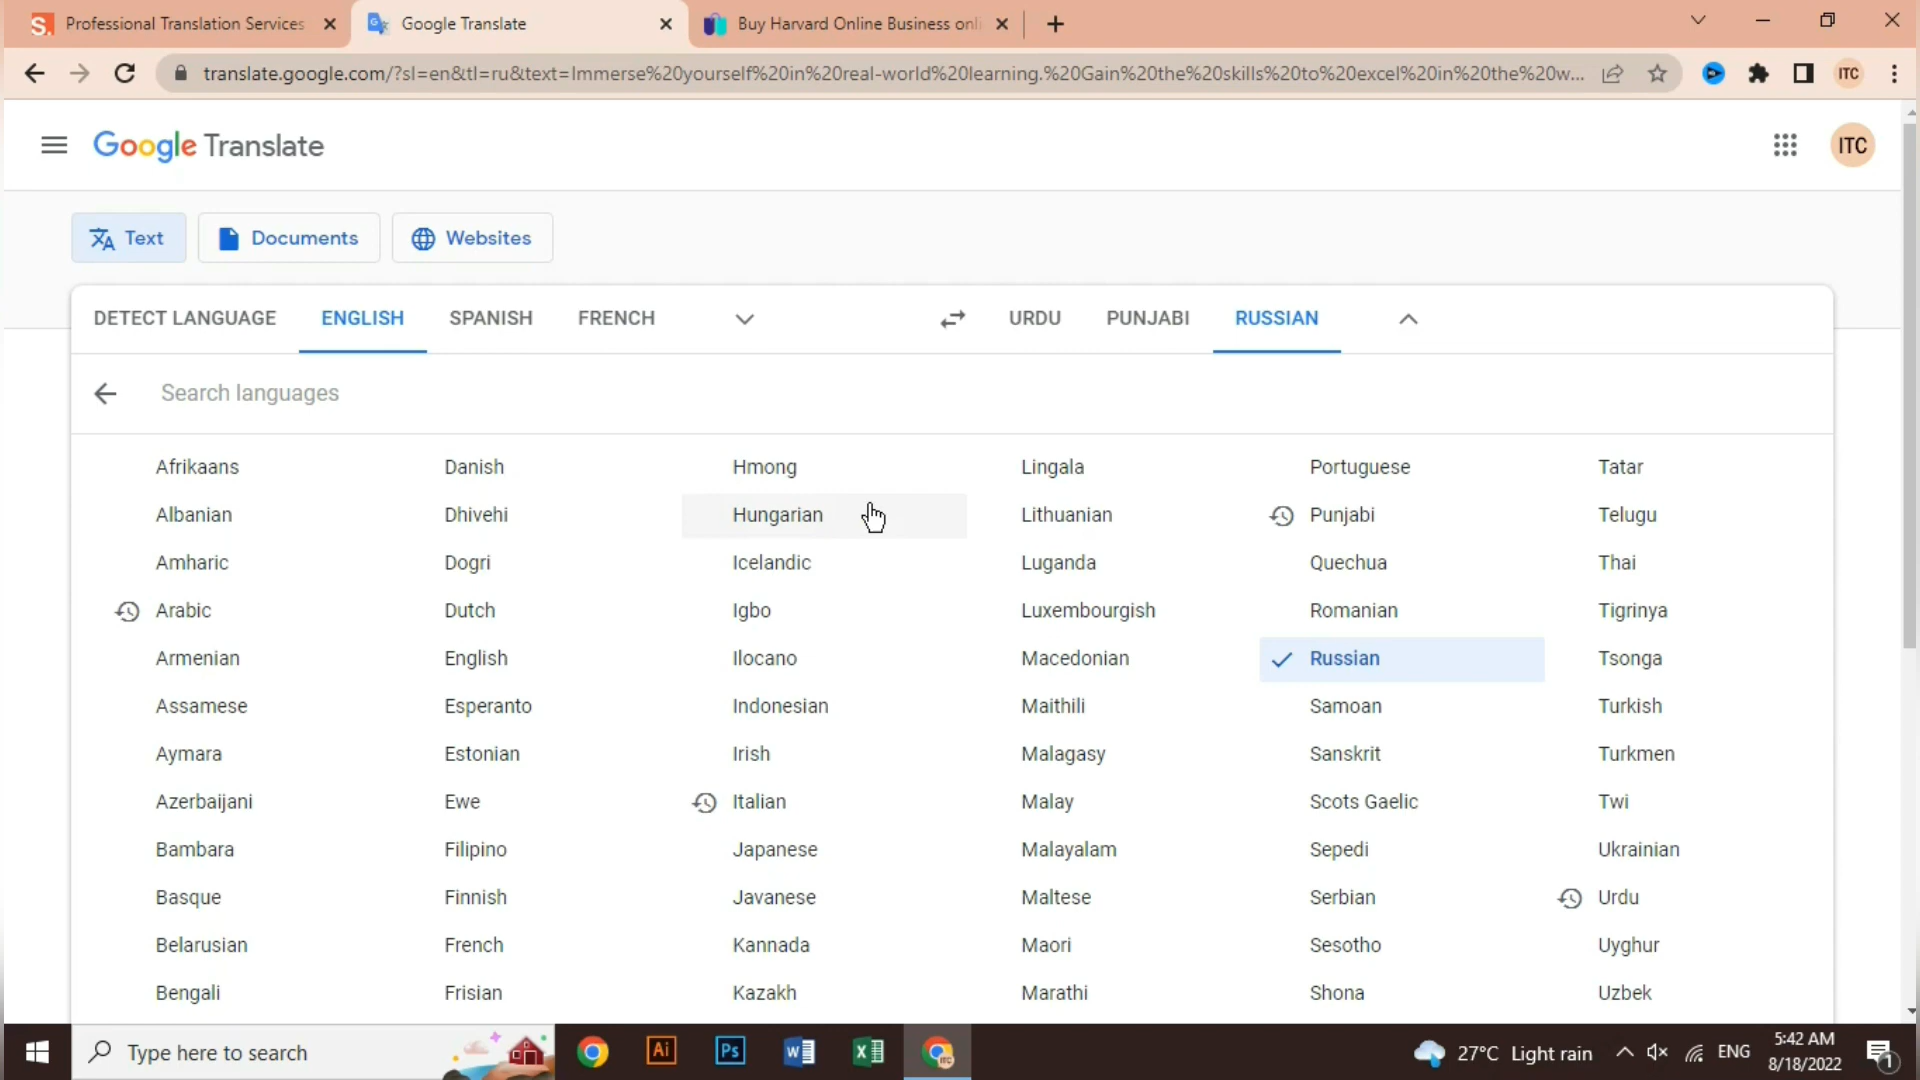 Professional Translation Services
Google Translate
Buy Harvard Online Business onli
translate.google.com/?sl=en&tl=ru&text=Immerse%20yourself%20in%20real-world%20learning.%20Gain%20the%20skills%20to%20excel%20in%20the%20w...
ITC
Google Translate
ITC
Text Documents Websites
DETECT LANGUAGE ENGLISH SPANISH FRENCH URDU PUNJABI RUSSIAN
Search languages
Afrikaans Danish Hmong Lingala Portuguese Tatar
Albanian Dhivehi Hungarian Lithuanian Punjabi Telugu
Amharic Dogri Icelandic Luganda Quechua Thai
Arabic Dutch Igbo Luxembourgish Romanian Tigrinya
Armenian English Ilocano Macedonian Russian Tsonga
Assamese Esperanto Indonesian Maithili Samoan Turkish
Aymara Estonian Irish Malagasy Sanskrit Turkmen
Azerbaijani Ewe Italian Malay Scots Gaelic Twi
Bambara Filipino Japanese Malayalam Sepedi Ukrainian
Basque Finnish Javanese Maltese Serbian Urdu
Belarusian French Kannada Maori Sesotho Uyghur
Bengali Frisian Kazakh Marathi Shona Uzbek
Type here to search
Ai
Ps
27°C Light rain
ENG
5:42 AM
8/18/2022
1